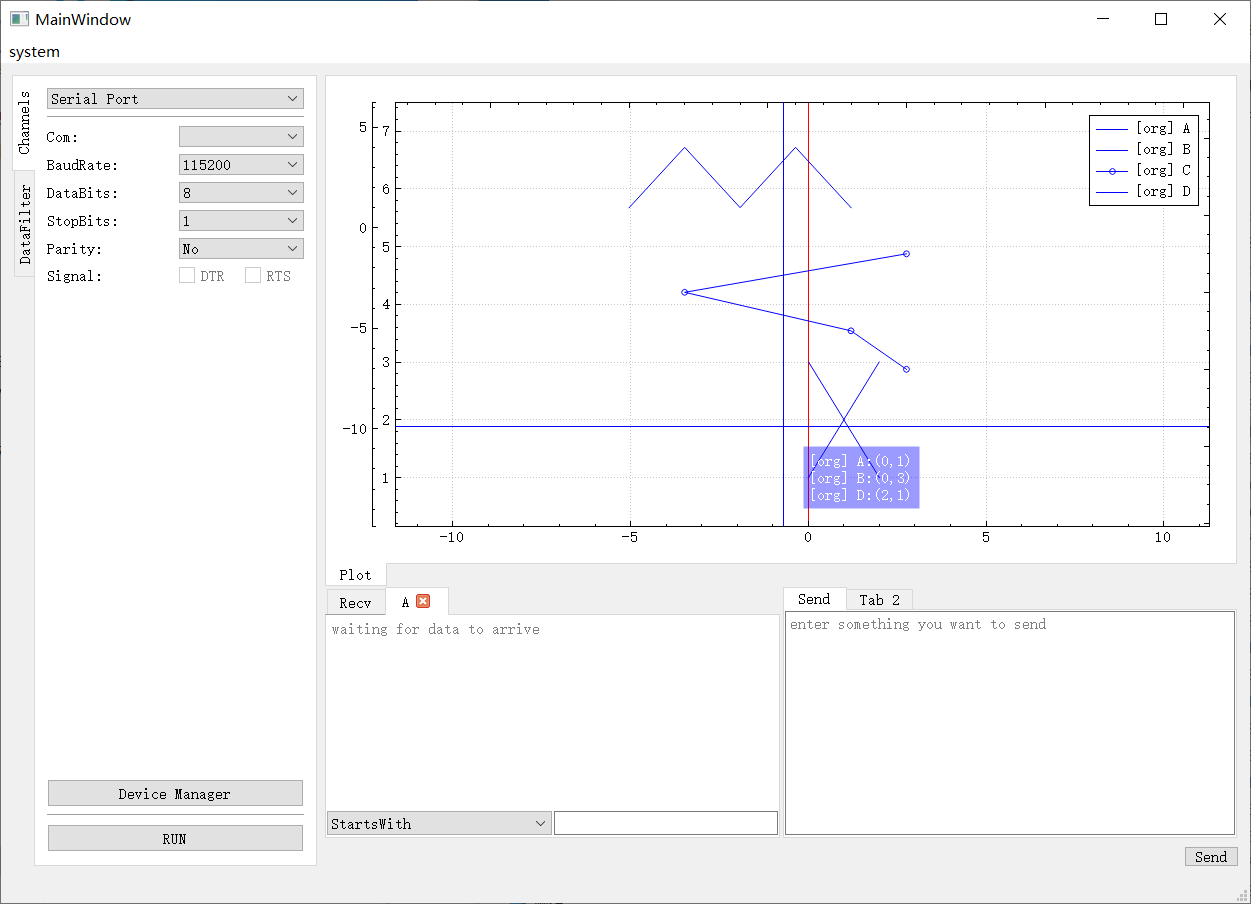 MainWindow
system
Channels
DataFilter
Serial Port
Com:
BaudRate: 115200
DataBits: 8
StopBits: 1
Parity: No
Signal: DTR RTS
Device Manager
RUN
5
0
-5
-10
7
6
5
4
3
2
1
-10 -5 0 5 10
[org] A
[org] B
[org] C
[org] D
[org] A:(0,1)
[org] B:(0,3)
[org] D:(2,1)
Plot
Recv A
waiting for data to arrive
StartsWith
Send Tab 2
enter something you want to send
Send